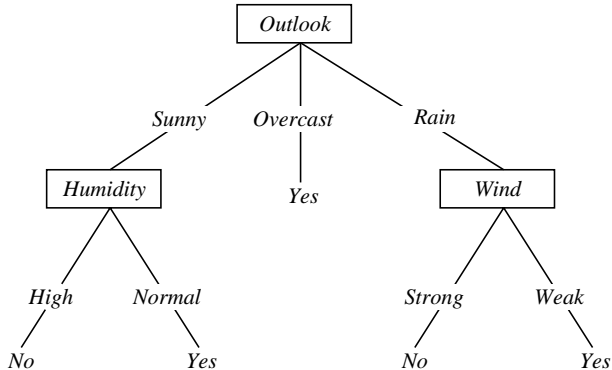 Outlook
Sunny Overcast Rain
Humidity Yes Wind
High Normal Strong Weak
No Yes No Yes